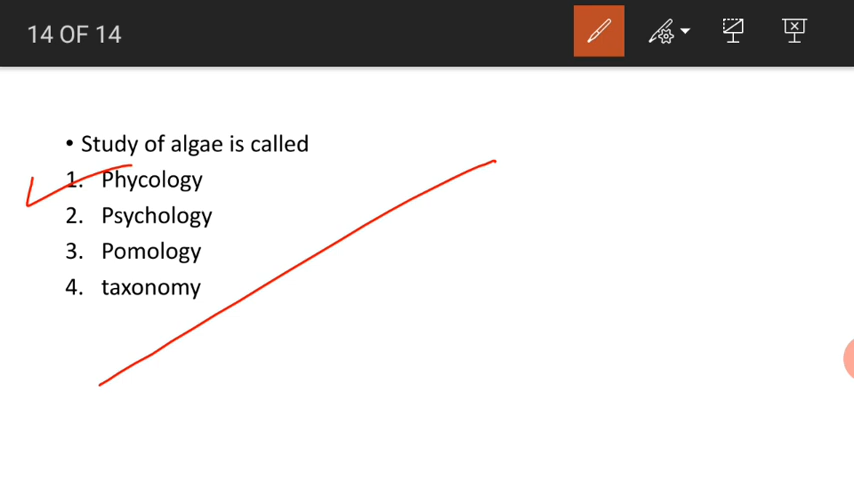 14 OF 14
• Study of algae is called
1. Phycology
2. Psychology
3. Pomology
4. taxonomy